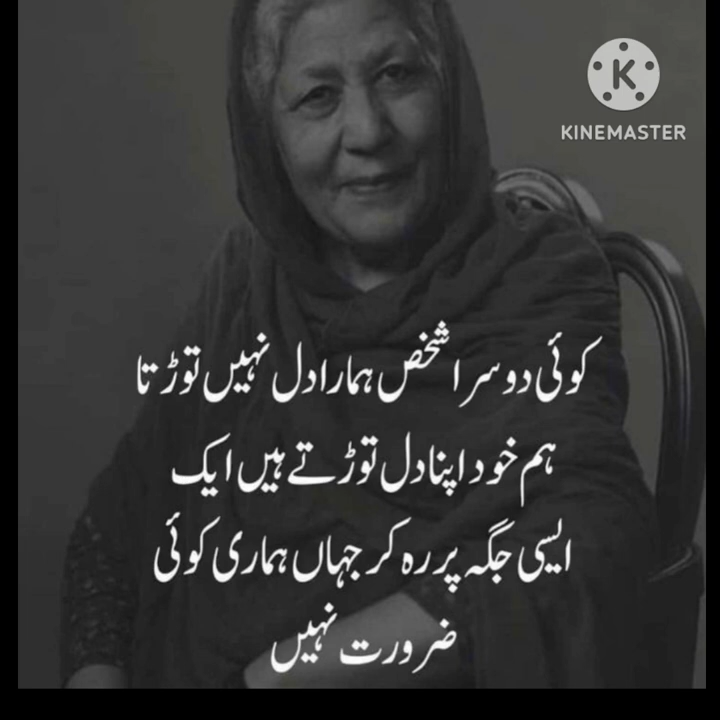 KINEMASTER
کوئی دوسرا شخص ہمارا دل نہیں توڑتا
ہم خود اپنا دل توڑتے ہیں ایک
ایسی جگہ پر رہ کر جہاں ہماری کوئی
ضرورت نہیں